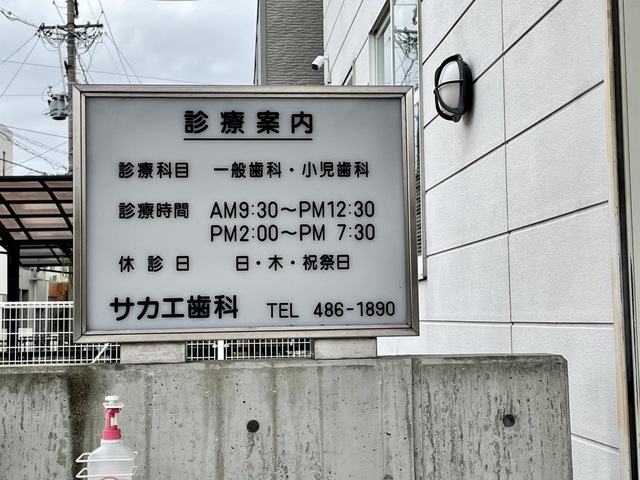 診療案内
診療科目 一般歯科・小児歯科
診療時間 AM9:30～PM12:30
PM2:00～PM 7:30
休診日 日・木・祝祭日
サカエ歯科 TEL 486-1890